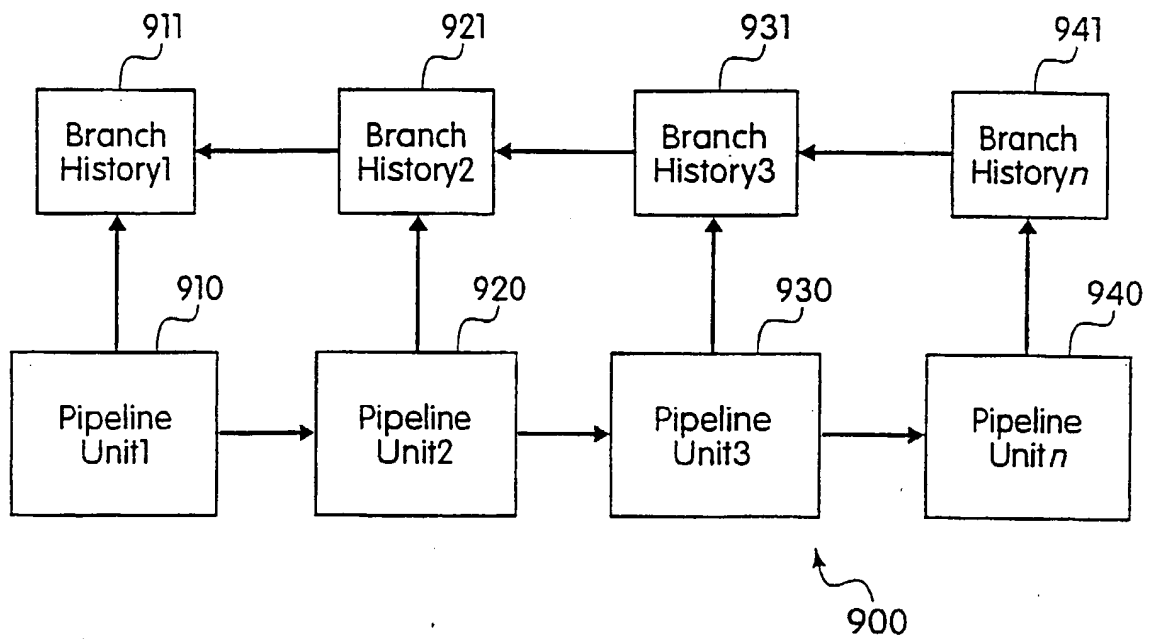 911
921
931
941
Branch
History1
Branch
History2
Branch
History3
Branch
Historyn
910
920
930
940
Pipeline
Unit1
Pipeline
Unit2
Pipeline
Unit3
Pipeline
Unitn
900